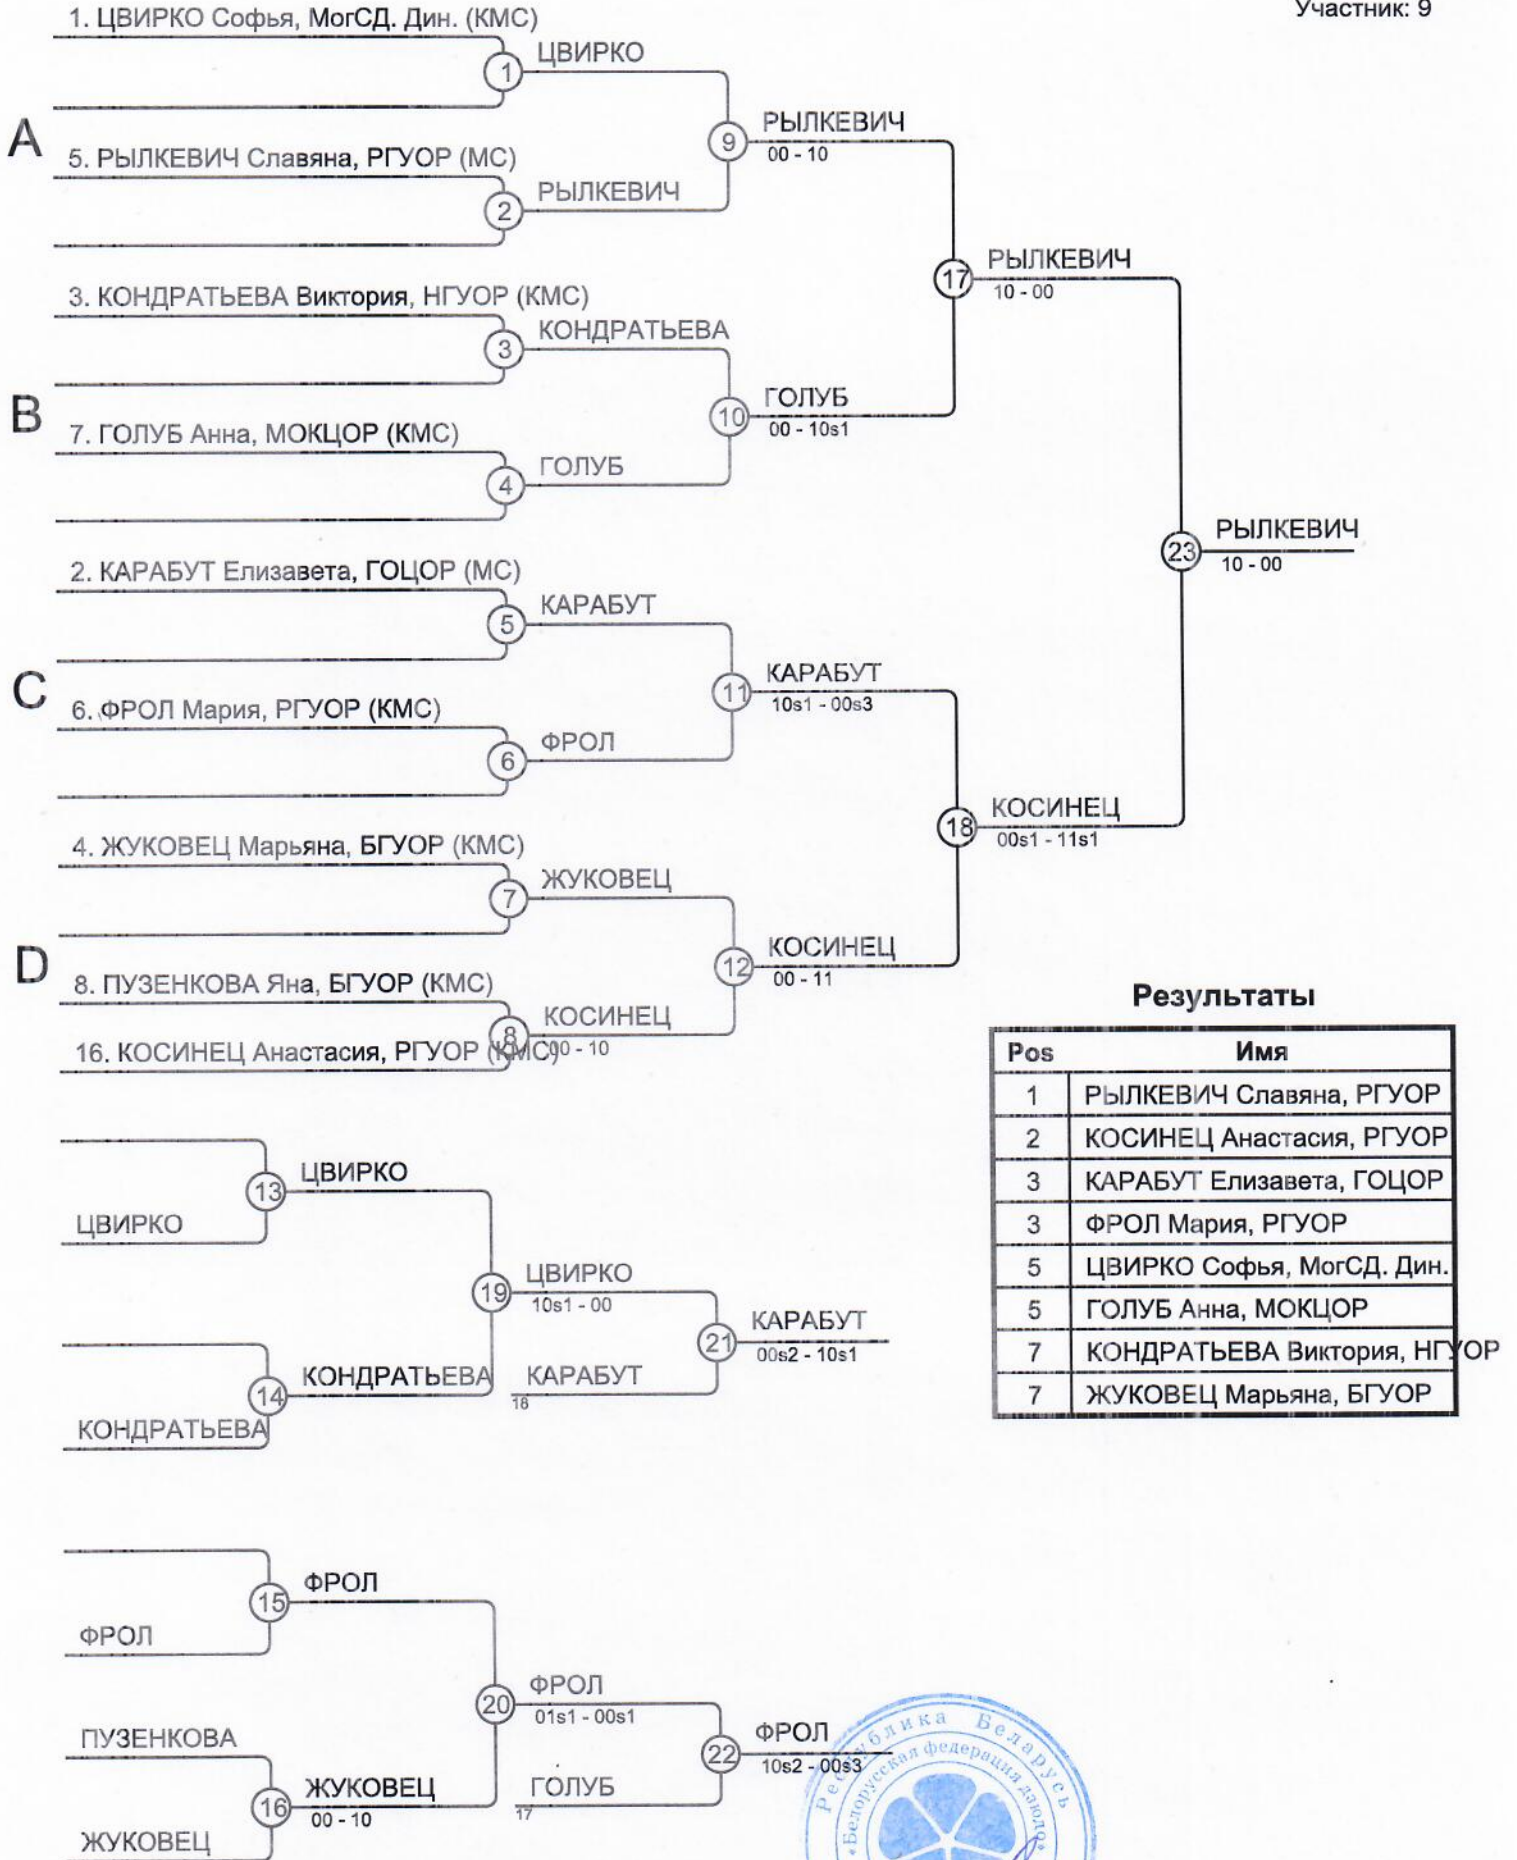 Участник: 9
1. ЦВИРКО Софья, МогСД. Дин. (КМС)
1
ЦВИРКО
A
9
РЫЛКЕВИЧ
00 - 10
5. РЫЛКЕВИЧ Славяна, РГУОР (МС)
2
РЫЛКЕВИЧ
17
РЫЛКЕВИЧ
10 - 00
3. КОНДРАТЬЕВА Виктория, НГУОР (КМС)
3
КОНДРАТЬЕВА
B
10
ГОЛУБ
00 - 10s1
7. ГОЛУБ Анна, МОКЦОР (КМС)
4
ГОЛУБ
23
РЫЛКЕВИЧ
10 - 00
2. КАРАБУТ Елизавета, ГОЦОР (МС)
5
КАРАБУТ
C
11
КАРАБУТ
10s1 - 00s3
6. ФРОЛ Мария, РГУОР (КМС)
6
ФРОЛ
18
КОСИНЕЦ
00s1 - 11s1
4. ЖУКОВЕЦ Марьяна, БГУОР (КМС)
7
ЖУКОВЕЦ
D
12
КОСИНЕЦ
00 - 11
8. ПУЗЕНКОВА Яна, БГУОР (КМС)
8
КОСИНЕЦ
00 - 10
16. КОСИНЕЦ Анастасия, РГУОР (КМС)
Результаты
Pos Имя
1 РЫЛКЕВИЧ Славяна, РГУОР
2 КОСИНЕЦ Анастасия, РГУОР
3 КАРАБУТ Елизавета, ГОЦОР
3 ФРОЛ Мария, РГУОР
5 ЦВИРКО Софья, МогСД. Дин.
5 ГОЛУБ Анна, МОКЦОР
7 КОНДРАТЬЕВА Виктория, НГУОР
7 ЖУКОВЕЦ Марьяна, БГУОР
13
ЦВИРКО
ЦВИРКО
19
ЦВИРКО
10s1 - 00
21
КАРАБУТ
00s2 - 10s1
14
КОНДРАТЬЕВА
КАРАБУТ
18
КОНДРАТЬЕВА
15
ФРОЛ
ФРОЛ
20
ФРОЛ
01s1 - 00s1
22
ФРОЛ
10s2 - 00s3
ПУЗЕНКОВА
16
ЖУКОВЕЦ
00 - 10
ГОЛУБ
17
ЖУКОВЕЦ
Республика Беларусь
"Белорусская федерация дзюдо"